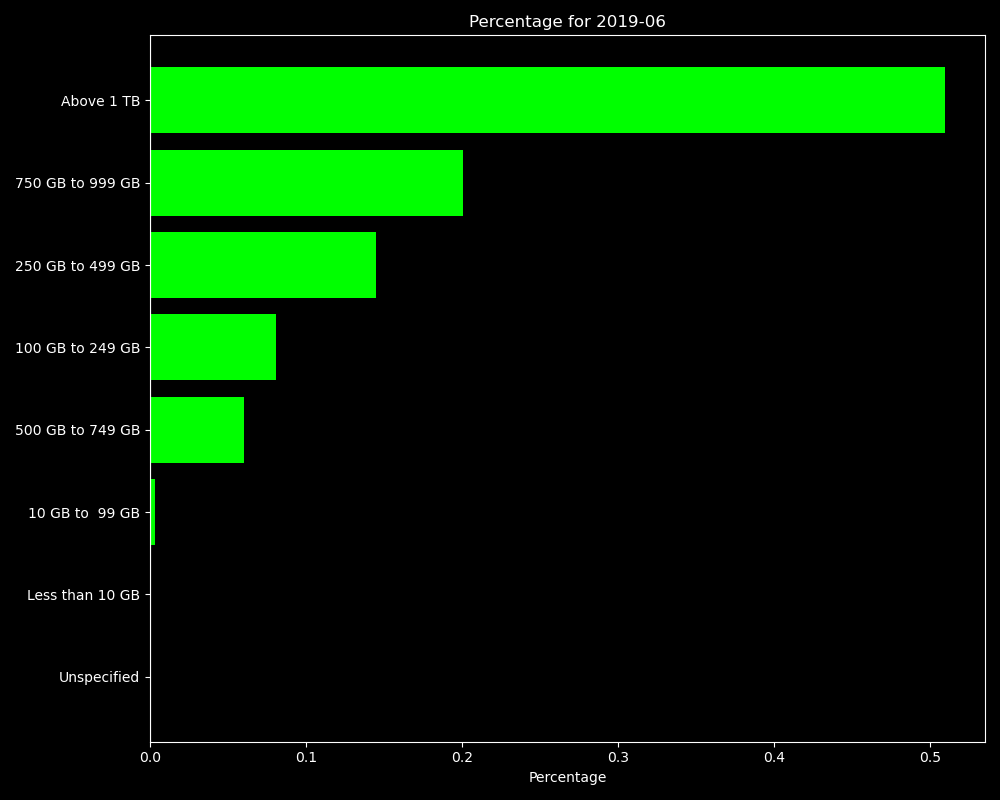 Percentage for 2019-06
Above 1 TB
750 GB to 999 GB
250 GB to 499 GB
100 GB to 249 GB
500 GB to 749 GB
10 GB to  99 GB
Less than 10 GB
Unspecified
0.0 0.1 0.2 0.3 0.4 0.5
Percentage